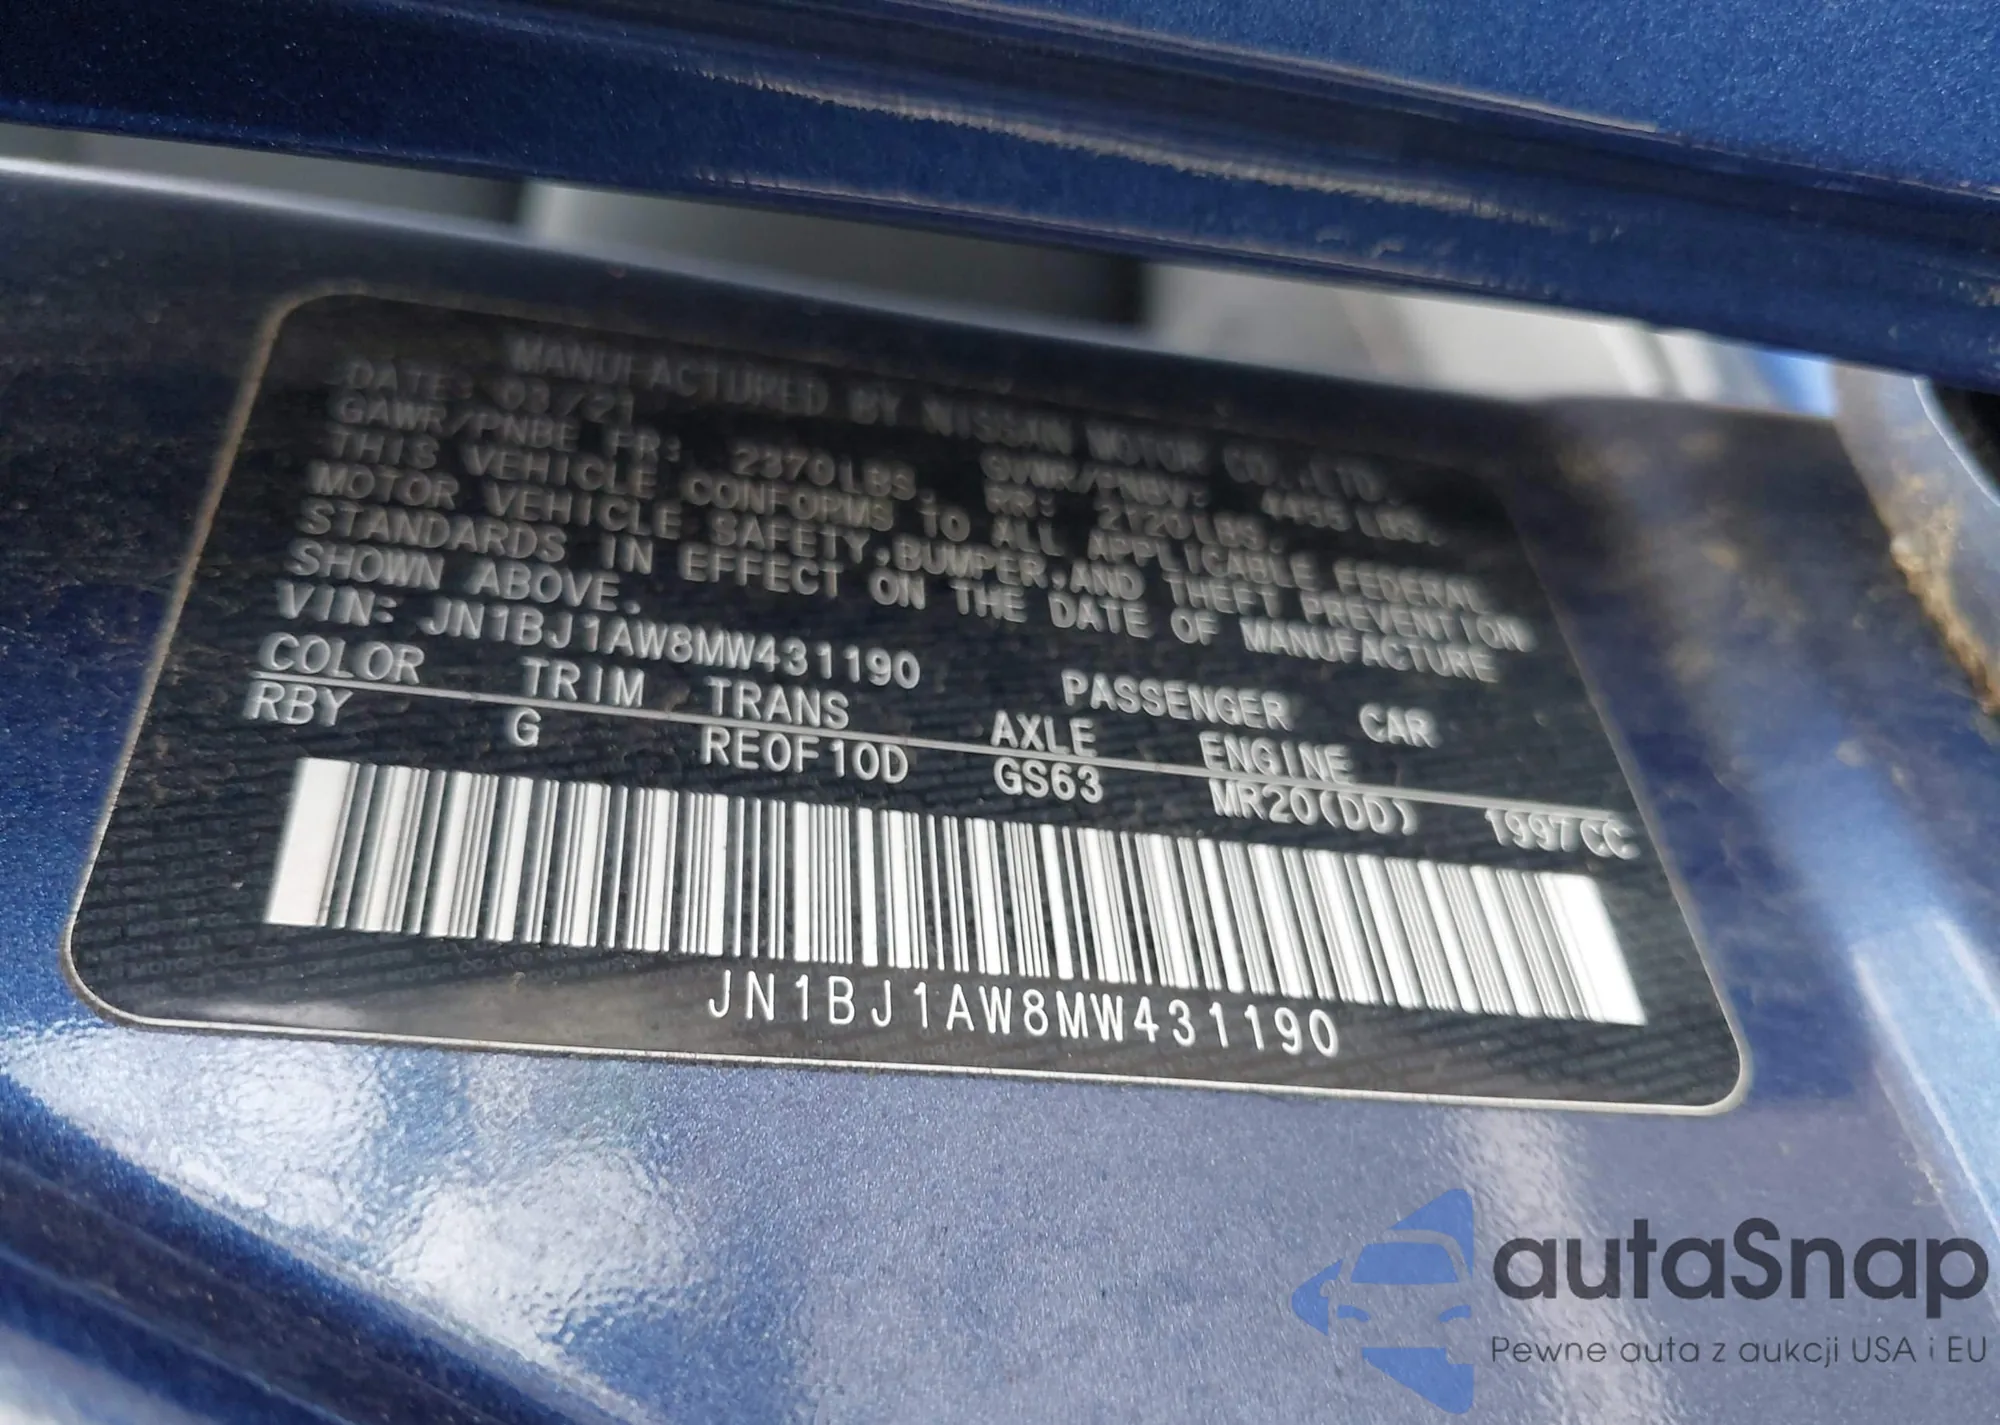 MANUFACTURED BY NISSAN MOTOR CO.,LTD.
DATE: 03/21 GVWR/PNBV: 4455LBS.
GAWR/PNBE FR: 2370LBS. RR: 2120LBS.
THIS VEHICLE CONFORMS TO ALL APPLICABLE FEDERAL
MOTOR VEHICLE SAFETY,BUMPER,AND THEFT PREVENTION
STANDARDS IN EFFECT ON THE DATE OF MANUFACTURE
SHOWN ABOVE.
VIN: JN1BJ1AW8MW431190 PASSENGER CAR
COLOR TRIM TRANS AXLE ENGINE
RBY G RE0F10D GS63 MR20(DD) 1997CC
JN1BJ1AW8MW431190
autaSnap
Pewne auta z aukcji USA i EU